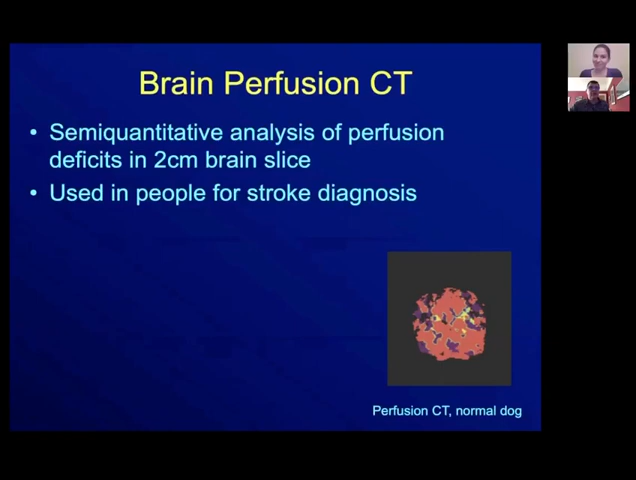 Brain Perfusion CT
• Semiquantitative analysis of perfusion
deficits in 2cm brain slice
• Used in people for stroke diagnosis
Perfusion CT, normal dog